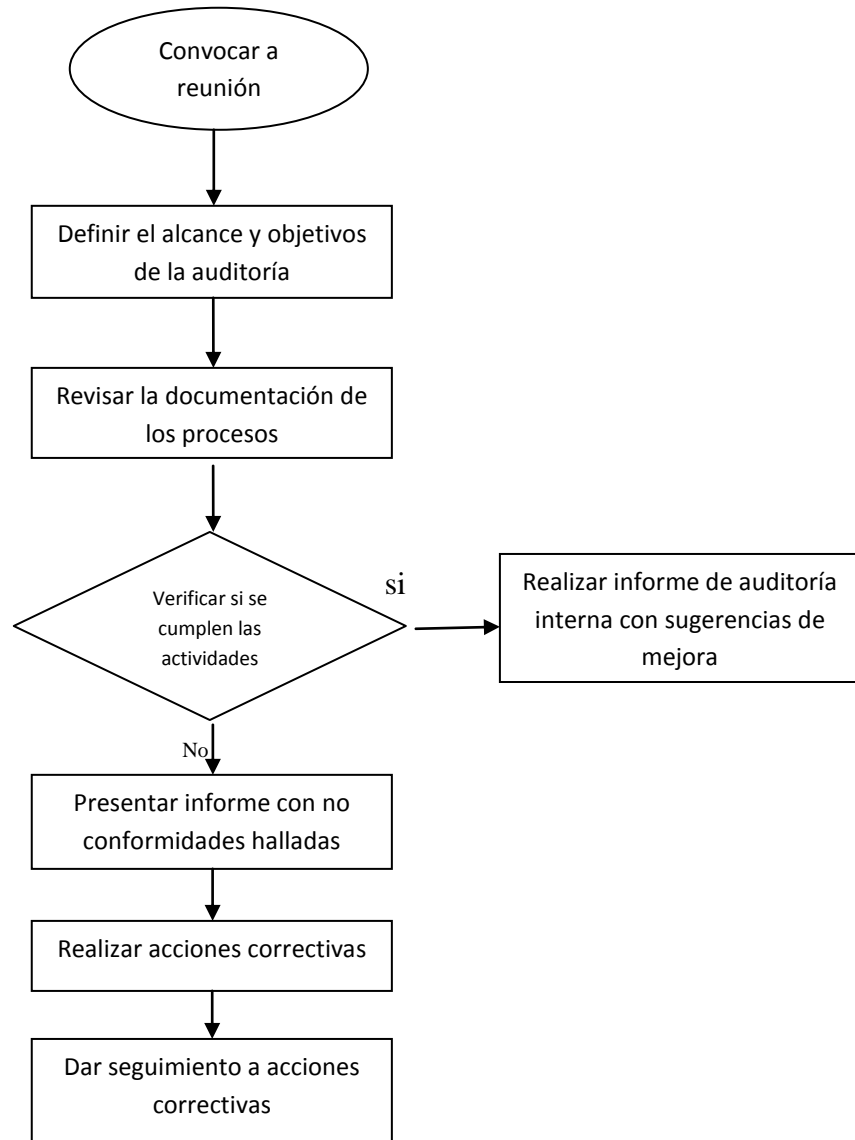 Convocar a
reunión
Definir el alcance y objetivos
de la auditoría
Revisar la documentación de
los procesos
Verificar si se
cumplen las
actividades
si
Realizar informe de auditoría
interna con sugerencias de
mejora
No
Presentar informe con no
conformidades halladas
Realizar acciones correctivas
Dar seguimiento a acciones
correctivas